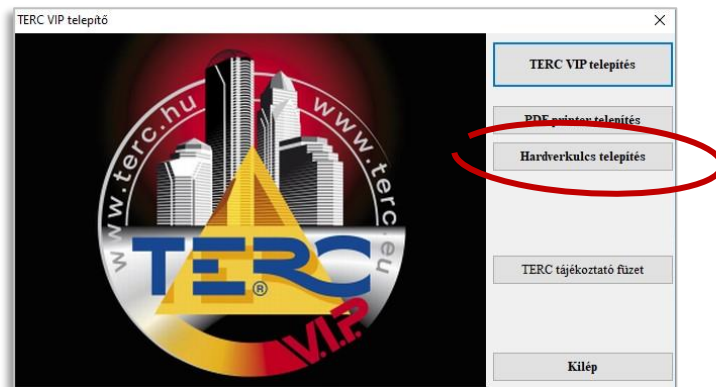 TERC VIP telepítő
TERC VIP telepítés
PDF printer telepítés
Hardverkulcs telepítés
TERC tájékoztató füzet
Kilép
www.terc.hu
www.terc.eu
TERC
®
V.I.P.